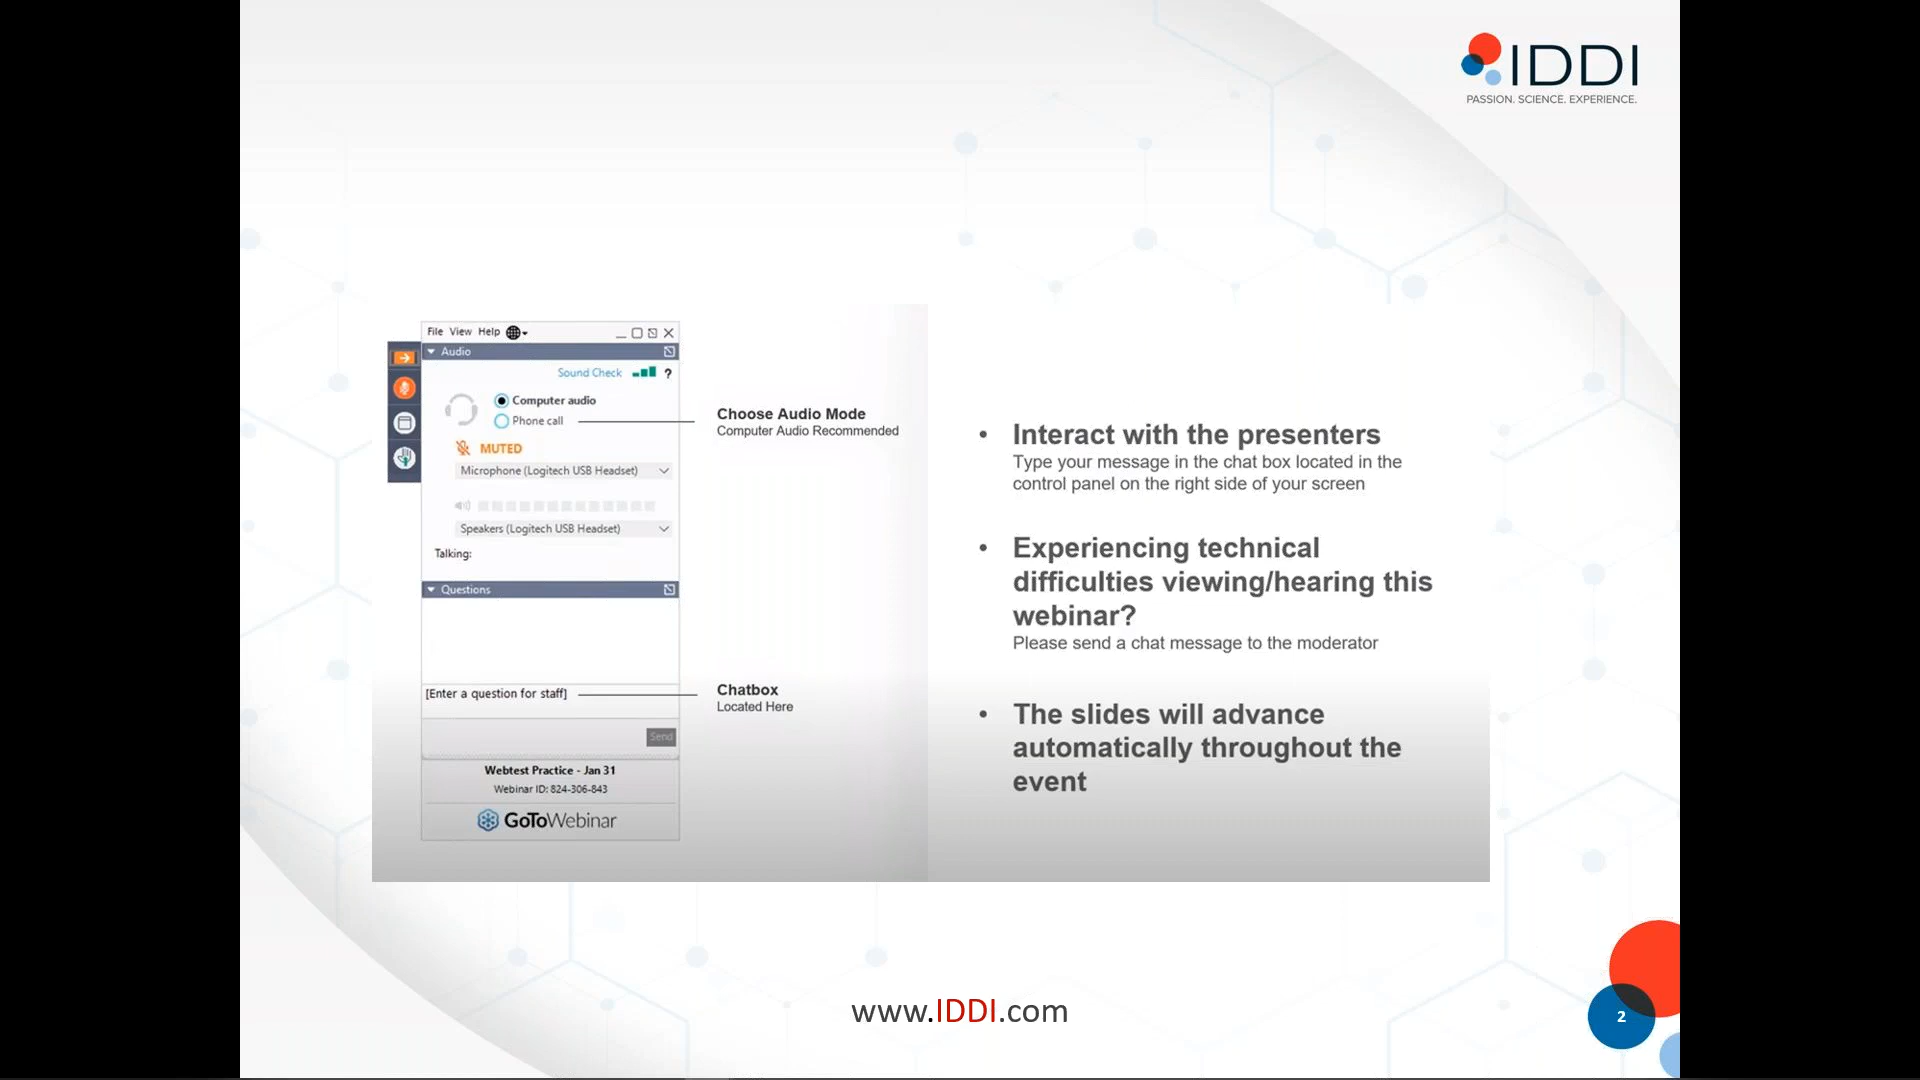 IDDI
PASSION. SCIENCE. EXPERIENCE.
File View Help
Audio
Sound Check ?
Computer audio
Phone call
MUTED
Microphone (Logitech USB Headset)
Speakers (Logitech USB Headset)
Talking:
Questions
[Enter a question for staff]
Send
Webtest Practice - Jan 31
Webinar ID: 824-306-843
GoToWebinar
Choose Audio Mode
Computer Audio Recommended
Chatbox
Located Here
• Interact with the presenters
Type your message in the chat box located in the
control panel on the right side of your screen
• Experiencing technical
difficulties viewing/hearing this
webinar?
Please send a chat message to the moderator
• The slides will advance
automatically throughout the
event
www.IDDI.com
2